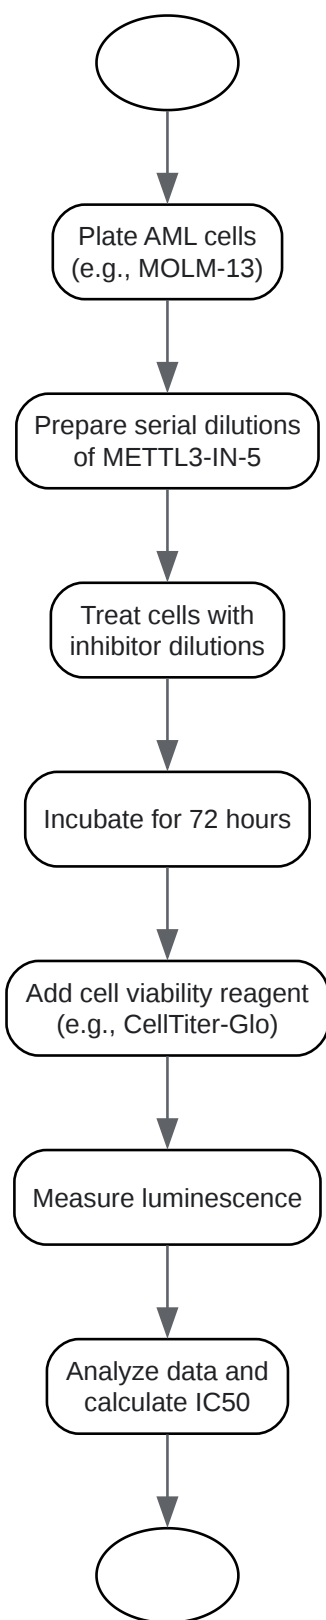 Plate AML cells
(e.g., MOLM-13)
Prepare serial dilutions
of METTL3-IN-5
Treat cells with
inhibitor dilutions
Incubate for 72 hours
Add cell viability reagent
(e.g., CellTiter-Glo)
Measure luminescence
Analyze data and
calculate IC50